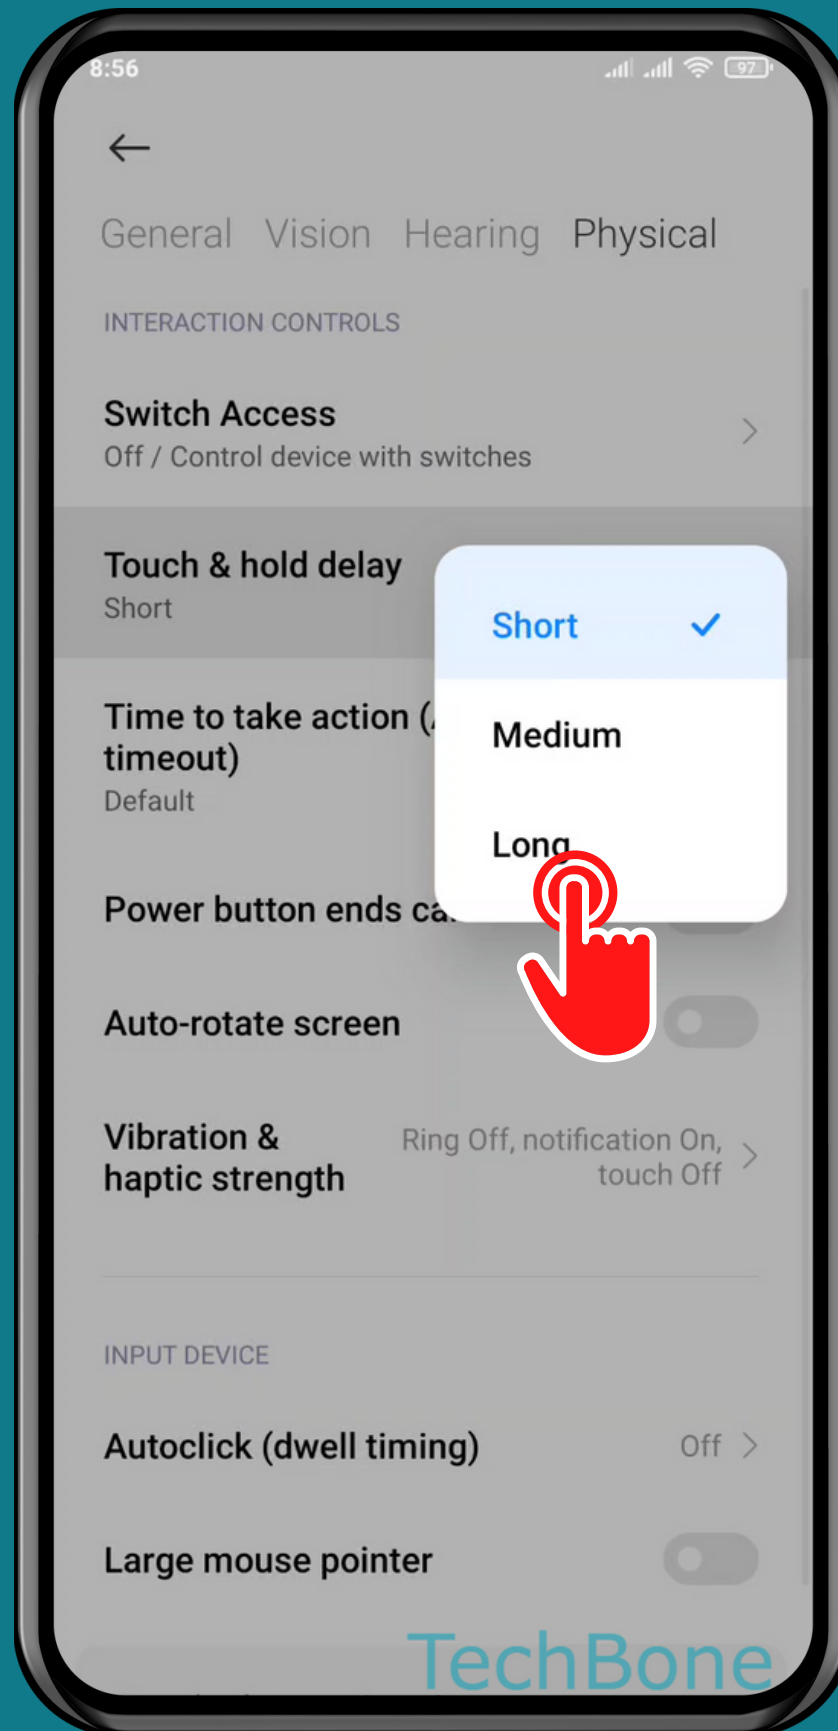 8:56
97
General Vision Hearing Physical
INTERACTION CONTROLS
Switch Access
Off / Control device with switches
Touch & hold delay
Short
Short
Medium
Long
Time to take action (
timeout)
Default
Power button ends
Auto-rotate screen
Vibration &
haptic strength
Ring Off, notification On,
touch Off
INPUT DEVICE
Autoclick (dwell timing)
Off
Large mouse pointer
TechBone